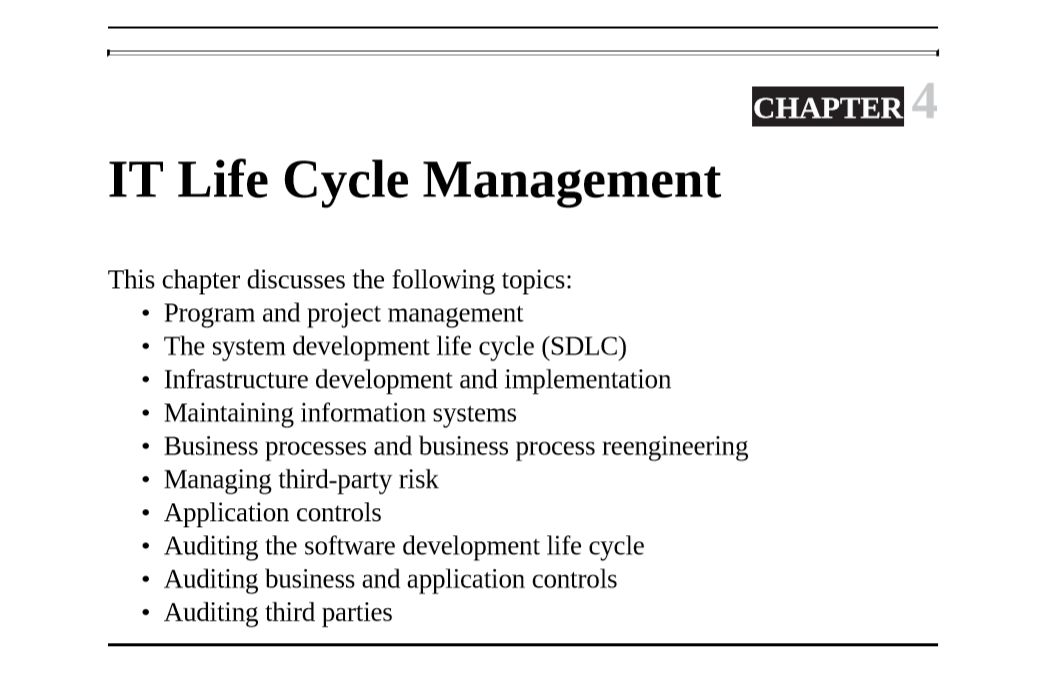 CHAPTER 4
IT Life Cycle Management
This chapter discusses the following topics:
• Program and project management
• The system development life cycle (SDLC)
• Infrastructure development and implementation
• Maintaining information systems
• Business processes and business process reengineering
• Managing third-party risk
• Application controls
• Auditing the software development life cycle
• Auditing business and application controls
• Auditing third parties